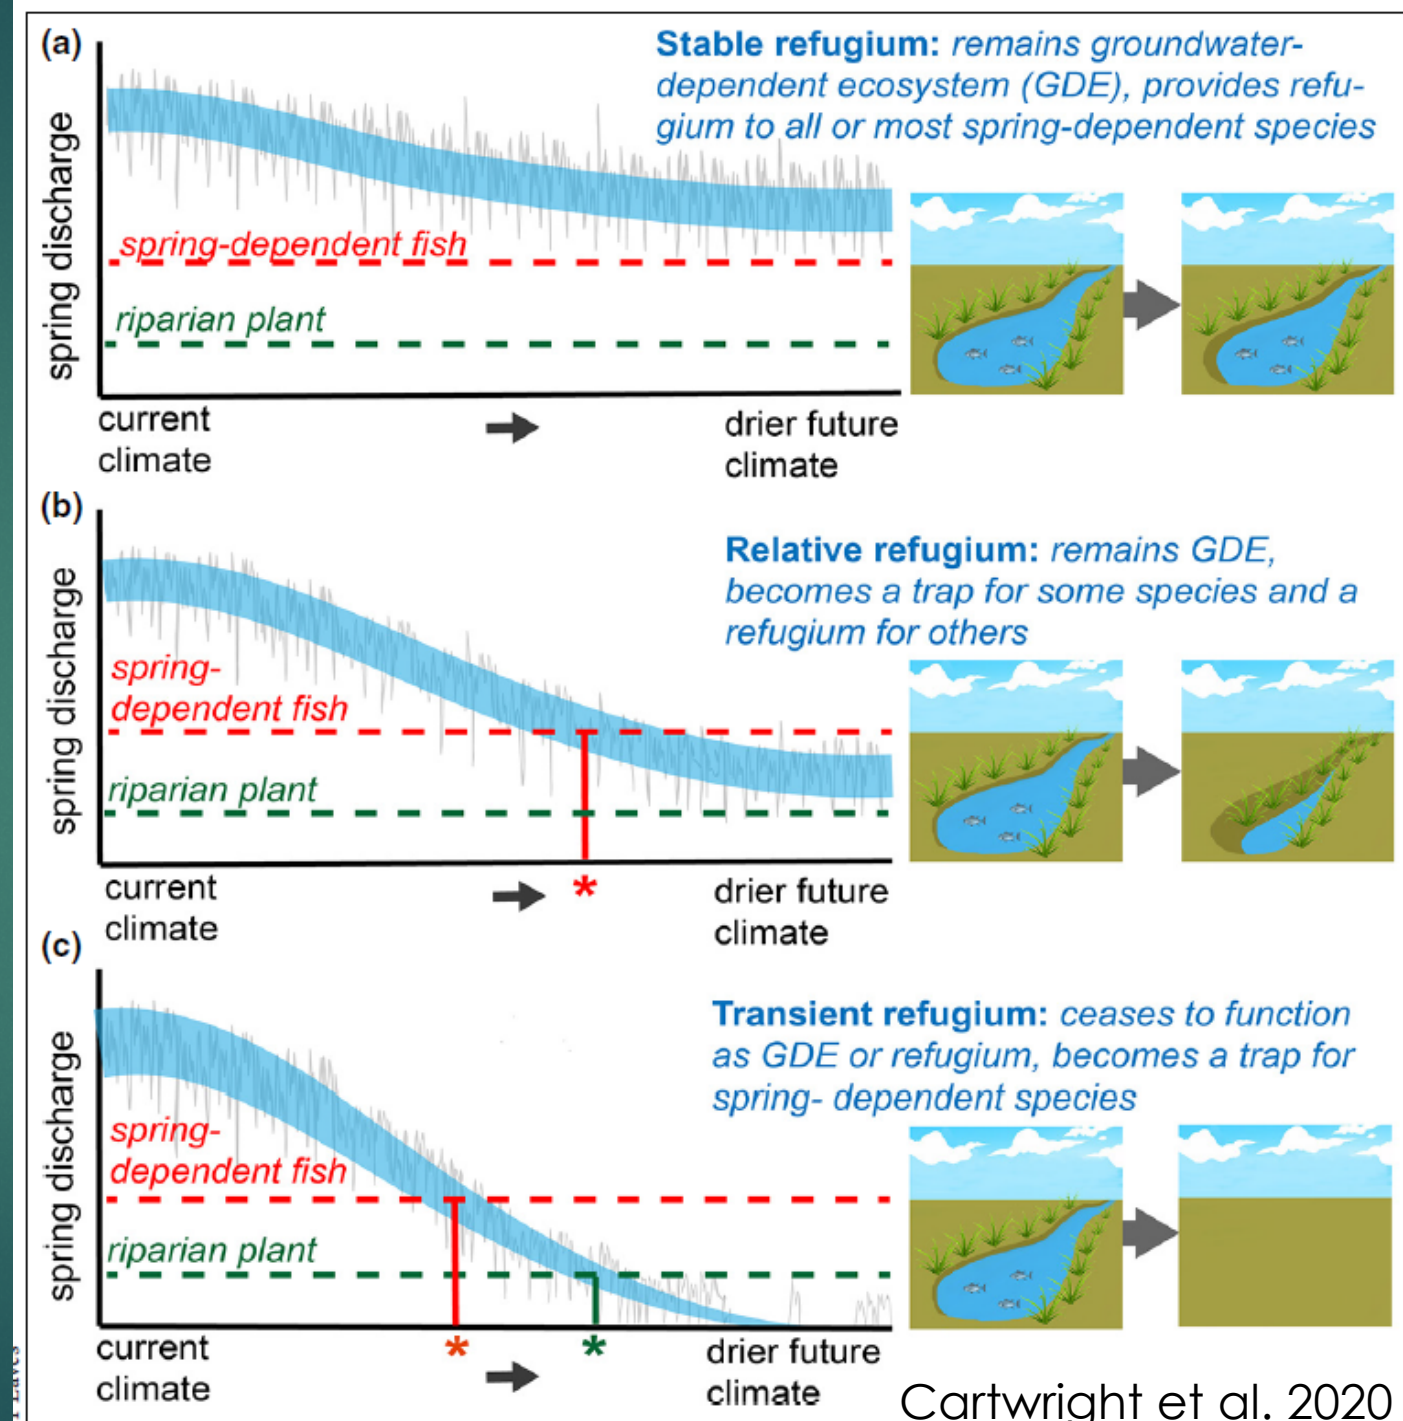 (a)
Stable refugium: remains groundwater-
dependent ecosystem (GDE), provides refu-
gium to all or most spring-dependent species
spring discharge
spring-dependent fish
riparian plant
current
climate
drier future
climate
(b)
Relative refugium: remains GDE,
becomes a trap for some species and a
refugium for others
spring discharge
spring-
dependent fish
riparian plant
current
climate
*
drier future
climate
(c)
Transient refugium: ceases to function
as GDE or refugium, becomes a trap for
spring- dependent species
spring discharge
spring-
dependent fish
riparian plant
current
climate
*
*
drier future
climate
Cartwright et al. 2020